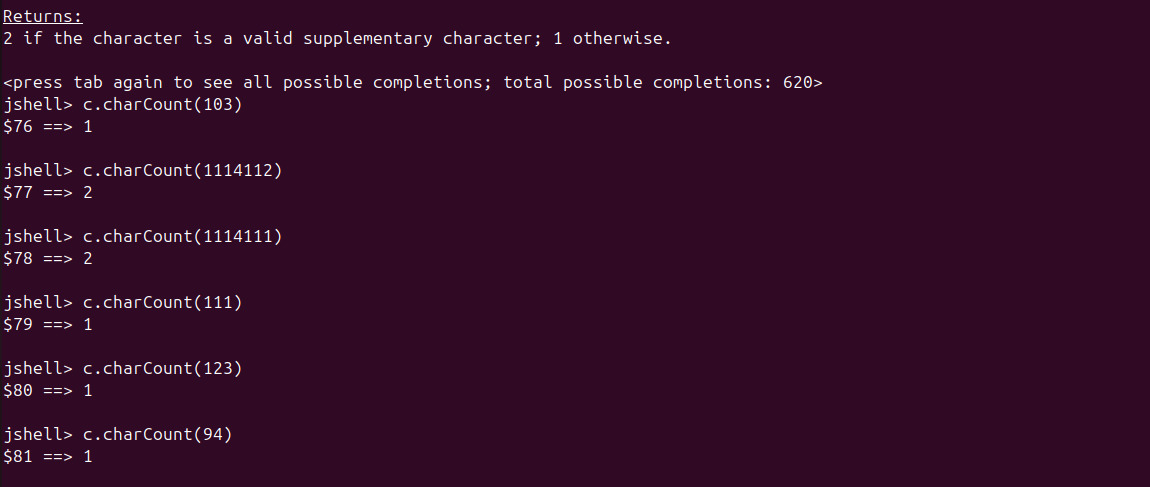 Returns:
2 if the character is a valid supplementary character; 1 otherwise.
<press tab again to see all possible completions; total possible completions: 620>
jshell> c.charCount(103)
$76 ==> 1
jshell> c.charCount(1114112)
$77 ==> 2
jshell> c.charCount(1114111)
$78 ==> 2
jshell> c.charCount(111)
$79 ==> 1
jshell> c.charCount(123)
$80 ==> 1
jshell> c.charCount(94)
$81 ==> 1